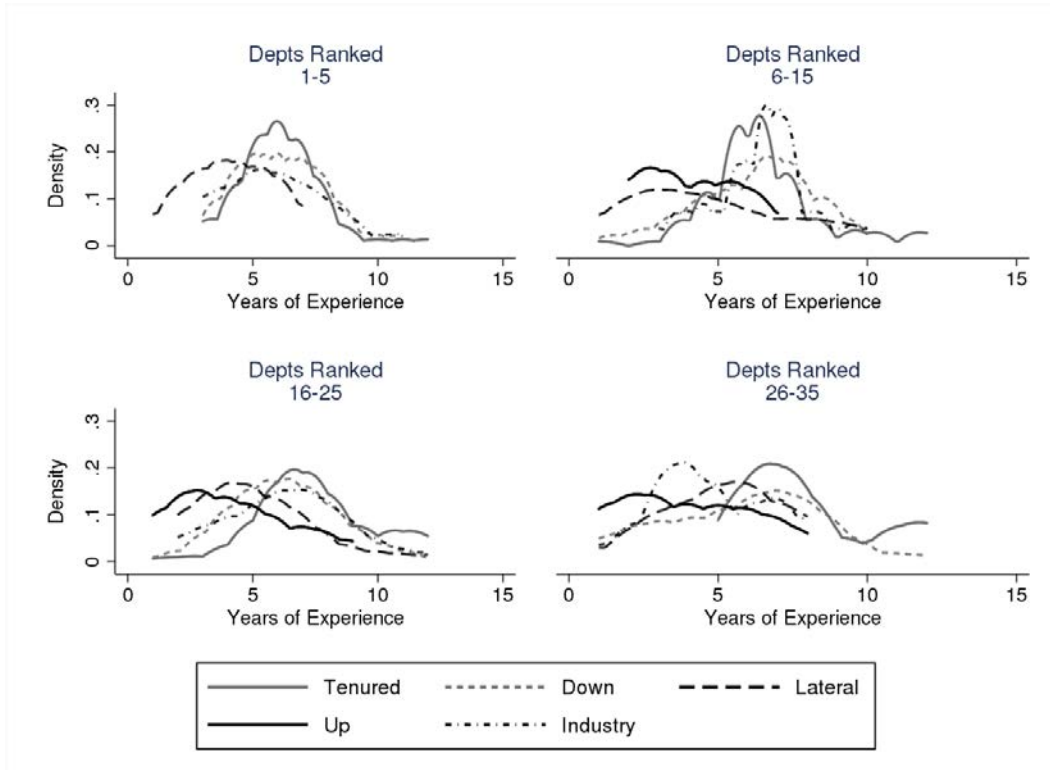 Depts Ranked
1-5
Depts Ranked
6-15
Density
.3
.2
.1
0
0 5 10 15
0 5 10 15
Years of Experience
Years of Experience
Depts Ranked
16-25
Depts Ranked
26-35
Density
.3
.2
.1
0
0 5 10 15
0 5 10 15
Years of Experience
Years of Experience
Tenured Down Lateral
Up Industry